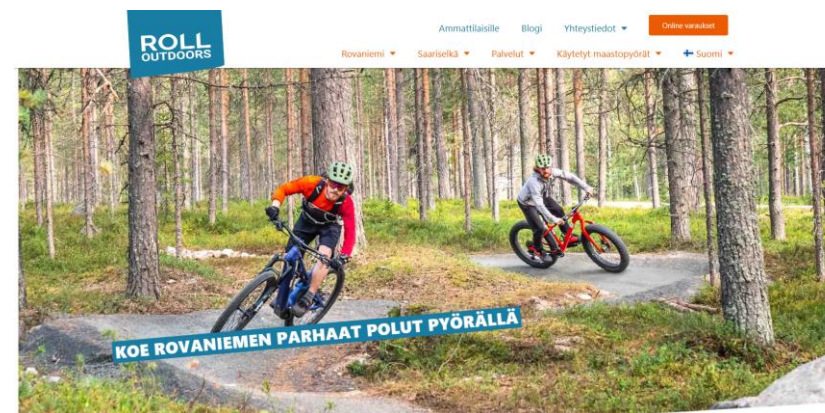 ROLL
OUTDOORS
Ammattilaisille Blogi Yhteystiedot Online varaukset
Rovaniemi Saariselkä Palvelut Käytetyt maastopyörät Suomi
KOE ROVANIEMEN PARHAAT POLUT PYÖRÄLLÄ